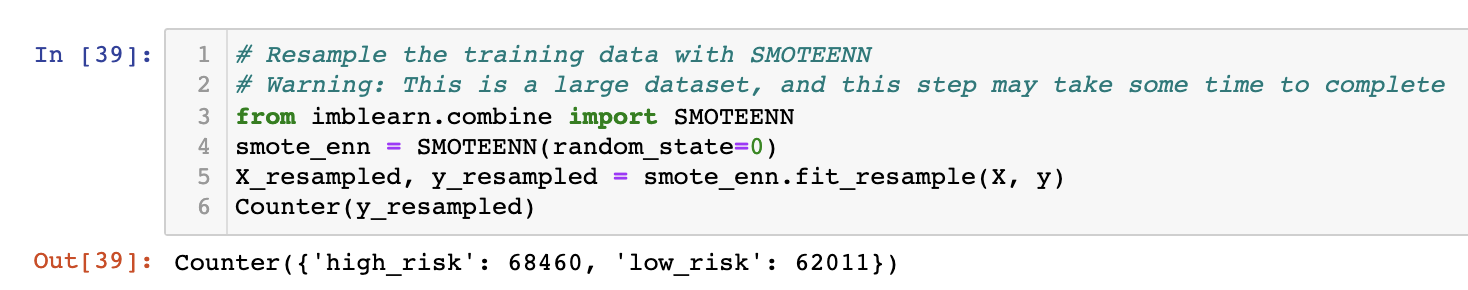 In [39]:
1 # Resample the training data with SMOTEENN
2 # Warning: This is a large dataset, and this step may take some time to complete
3 from imblearn.combine import SMOTEENN
4 smote_enn = SMOTEENN(random_state=0)
5 X_resampled, y_resampled = smote_enn.fit_resample(X, y)
6 Counter(y_resampled)
Out[39]: Counter({'high_risk': 68460, 'low_risk': 62011})